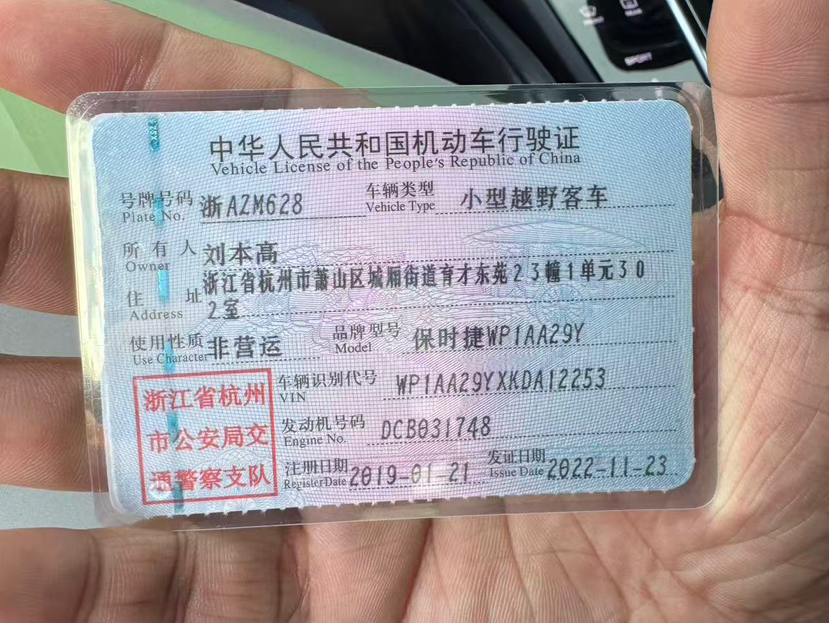 中华人民共和国机动车行驶证
Vehicle License of the People's Republic of China
号牌号码 浙AZM628 车辆类型 小型越野客车
Plate No. Vehicle Type
所有人 刘本高
Owner
住址 浙江省杭州市萧山区城厢街道育才东苑23幢1单元30
Address 2室
使用性质 非营运 品牌型号 保时捷WP1AA29Y
Use Character Model
浙江省杭州
市公安局交
通警察支队
车辆识别代号 WP1AA29YXKDA12253
VIN
发动机号码 DCB031748
Engine No.
注册日期 2019-01-21 发证日期 2022-11-23
Register Date Issue Date
SPORT